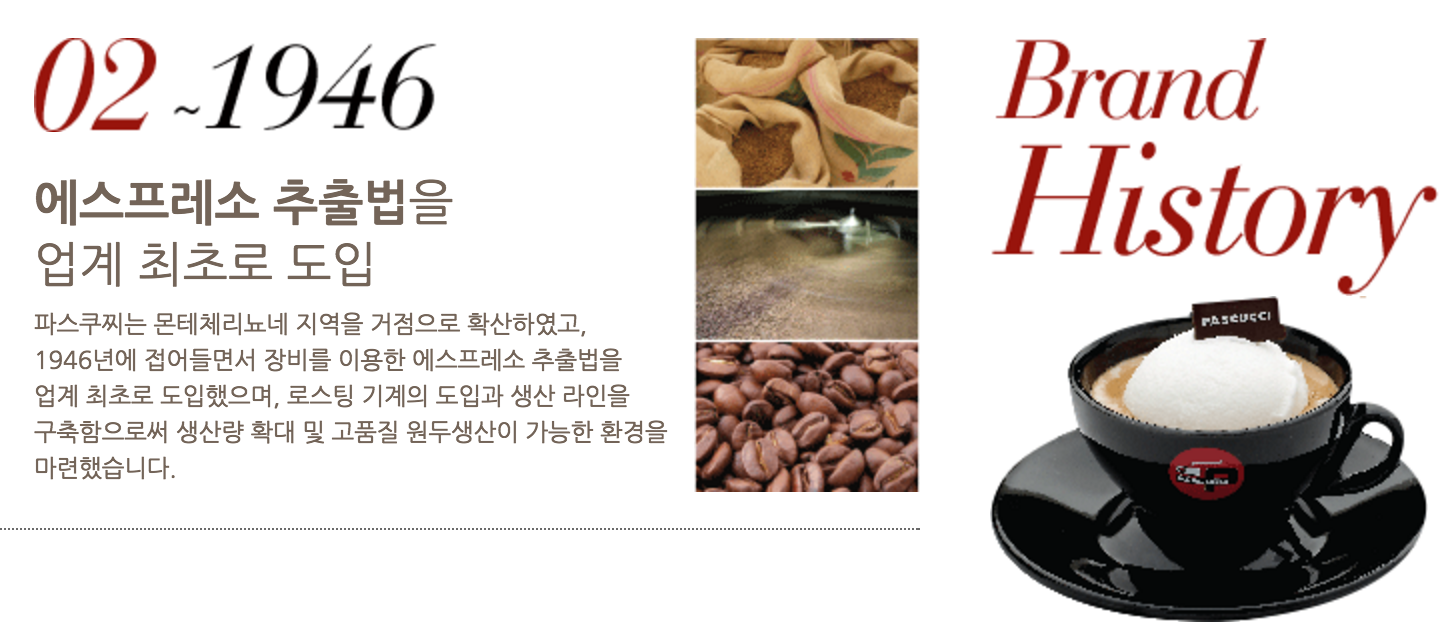 02 ~1946
에스프레소 추출법을
업계 최초로 도입
파스쿠찌는 몬테체리뇨네 지역을 거점으로 확산하였고,
1946년에 접어들면서 장비를 이용한 에스프레소 추출법을
업계 최초로 도입했으며, 로스팅 기계의 도입과 생산 라인을
구축함으로써 생산량 확대 및 고품질 원두생산이 가능한 환경을
마련했습니다.
Brand
History
PASCUCCI